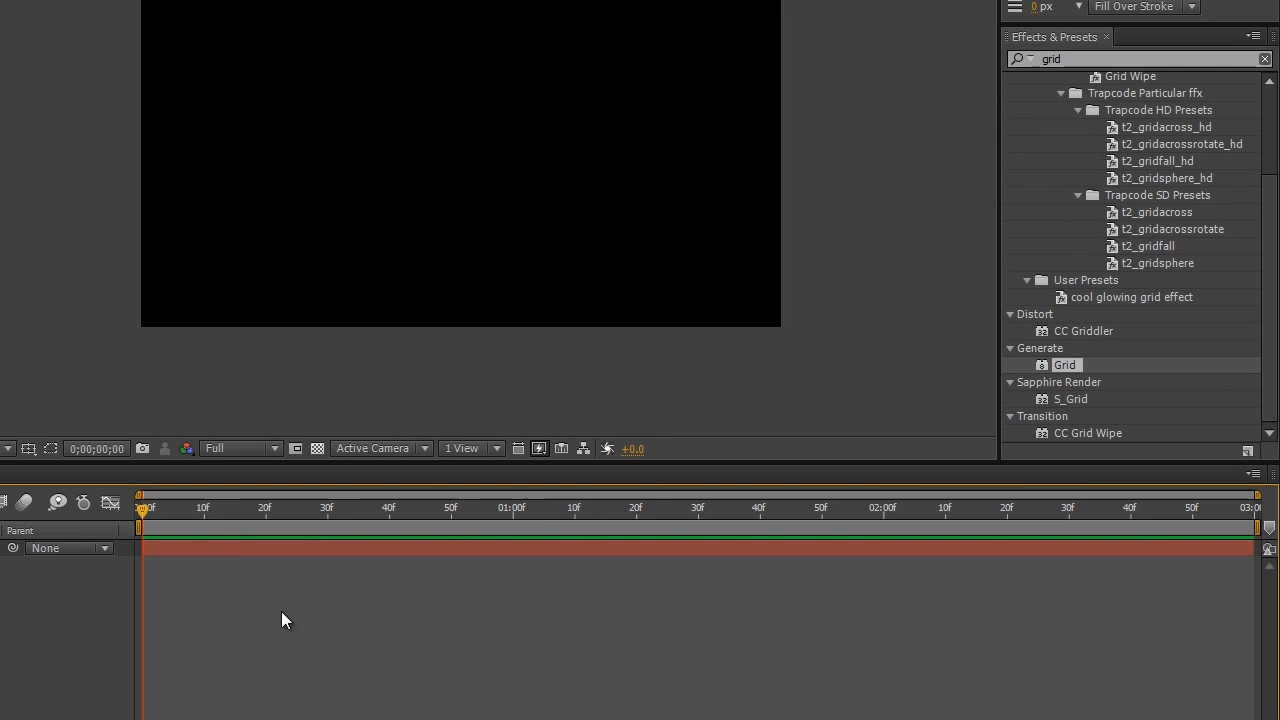 0 px
Fill Over Stroke
Effects & Presets
grid
Grid Wipe
Trapcode Particular ffx
Trapcode HD Presets
t2_gridacross_hd
t2_gridacrossrotate_hd
t2_gridfall_hd
t2_gridsphere_hd
Trapcode SD Presets
t2_gridacross
t2_gridacrossrotate
t2_gridfall
t2_gridsphere
User Presets
cool glowing grid effect
Distort
CC Griddler
Generate
Grid
Sapphire Render
S_Grid
Transition
CC Grid Wipe
0;00;00;00
Full
Active Camera
1 View
+0.0
10f 20f 30f 40f 50f 01:00f 10f 20f 30f 40f 50f 02:00f 10f 20f 30f 40f 50f 03:00
Parent
None